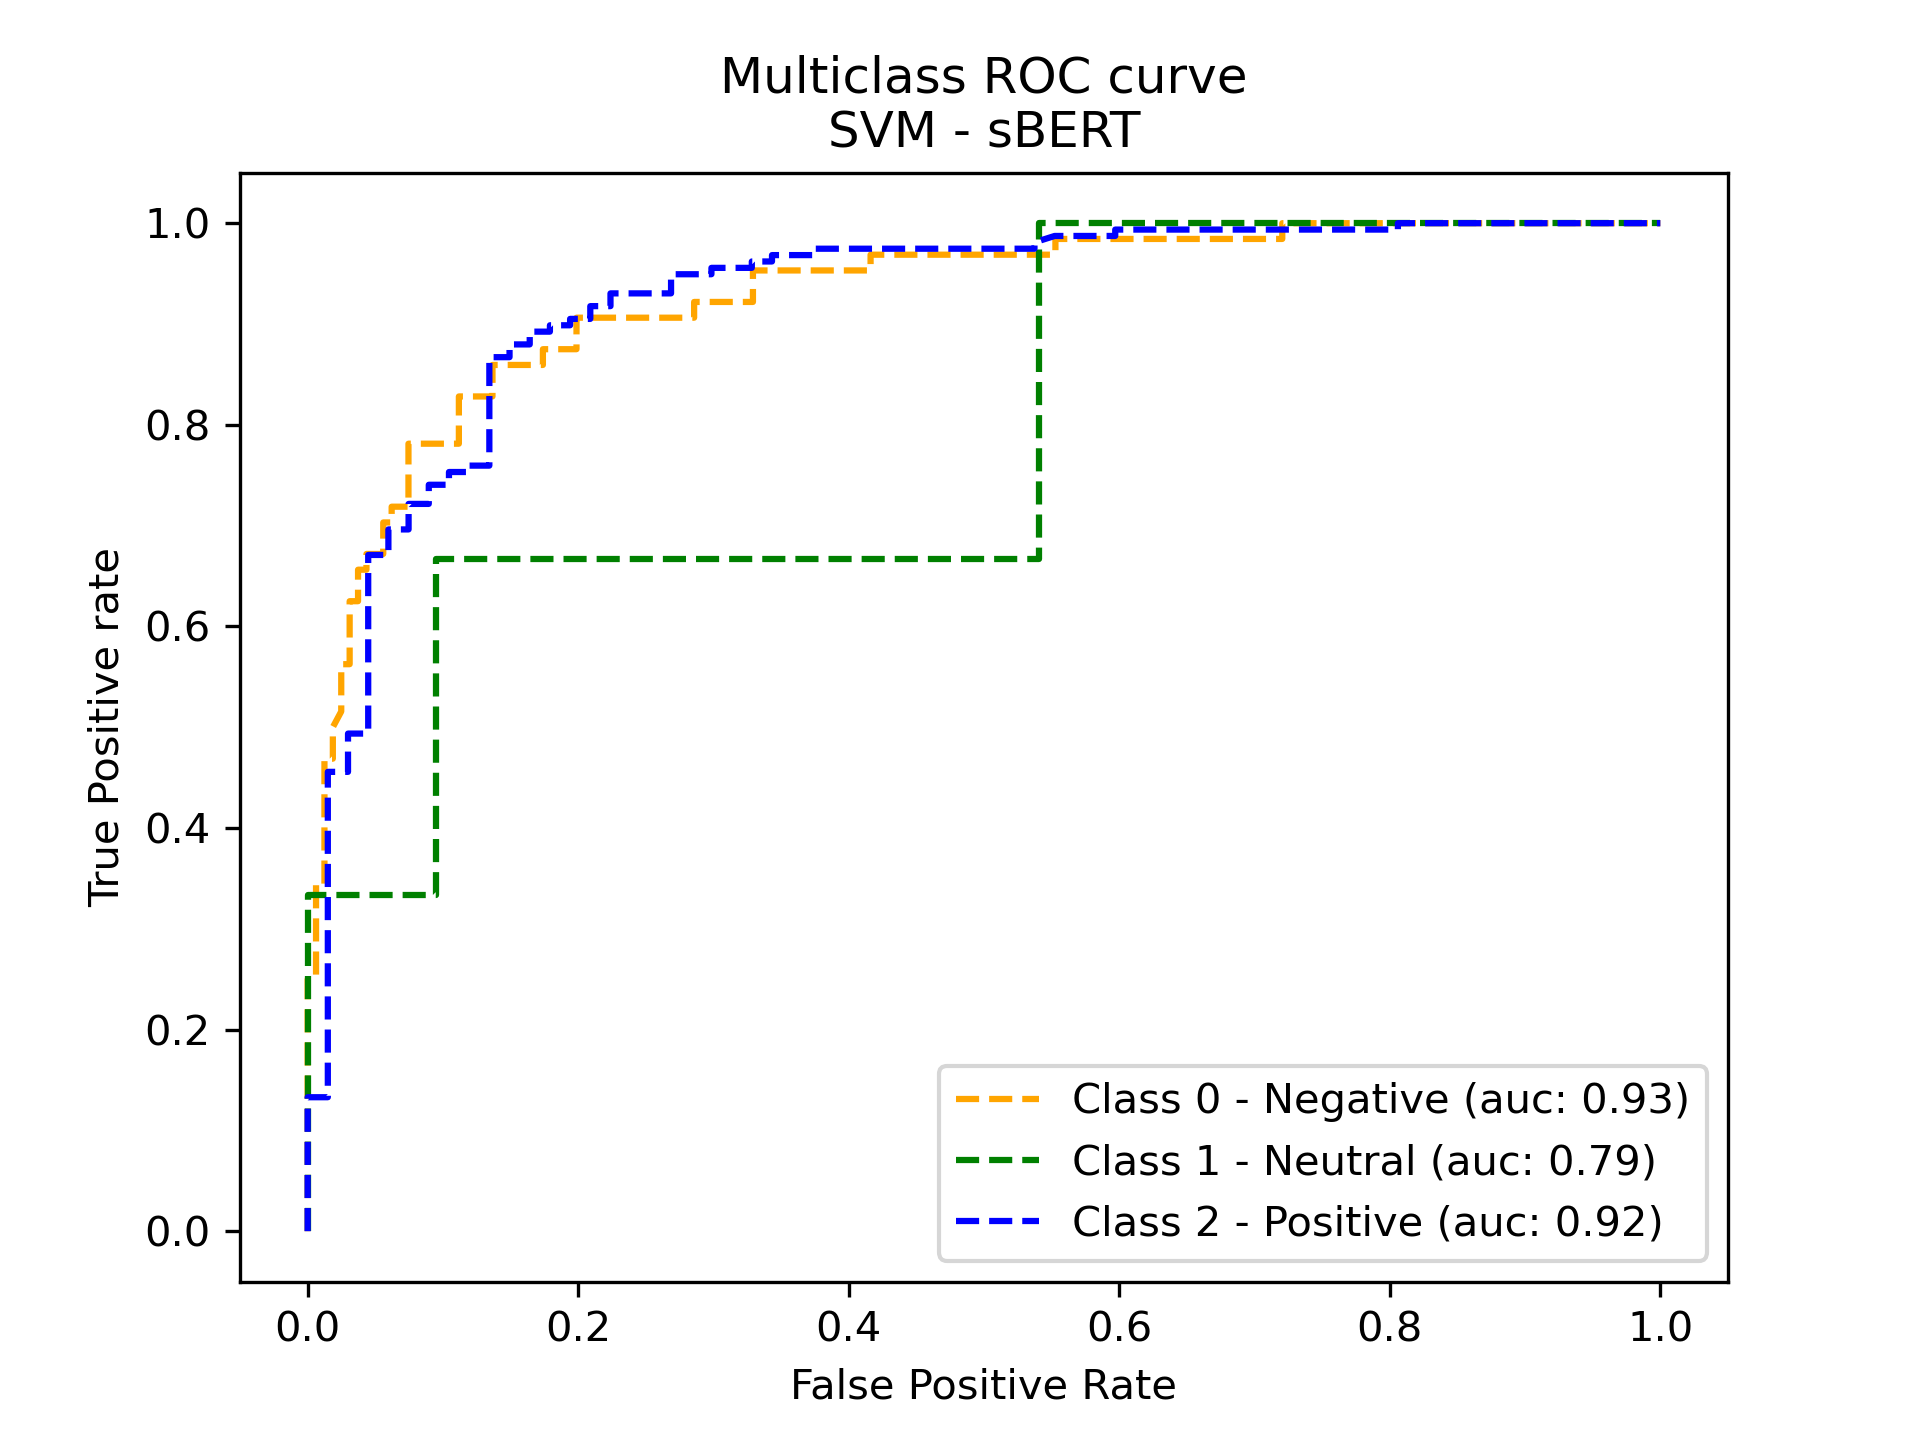 Multiclass ROC curve
SVM - sBERT
True Positive rate
1.0
0.8
0.6
0.4
0.2
0.0
Class 0 - Negative (auc: 0.93)
Class 1 - Neutral (auc: 0.79)
Class 2 - Positive (auc: 0.92)
0.0 0.2 0.4 0.6 0.8 1.0
False Positive Rate